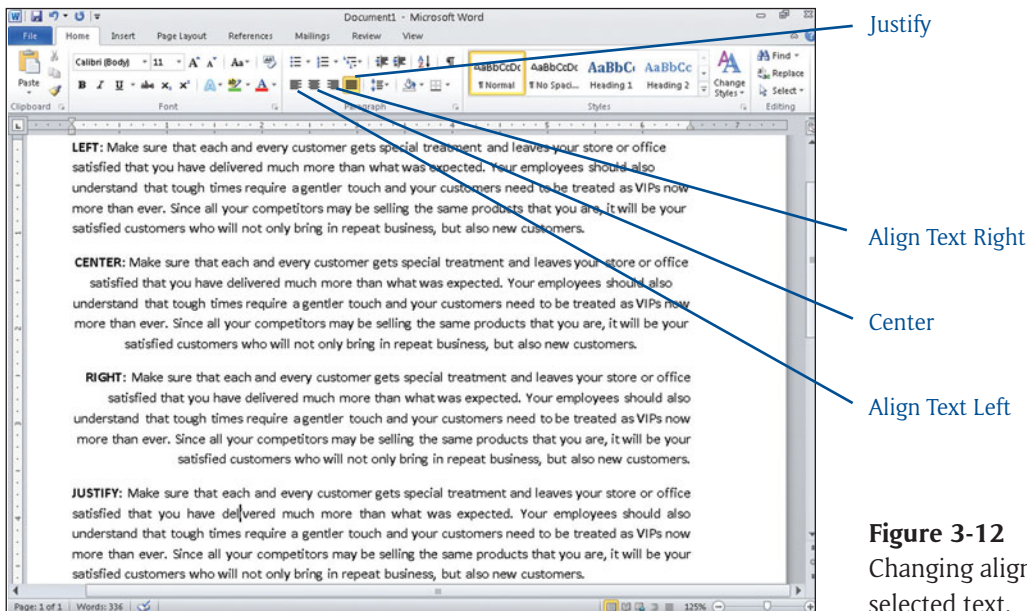 Document1 - Microsoft Word
File Home Insert Page Layout References Mailings Review View
Paste
Calibri (Body) 11 A A Aa
B I U abc x₂ x² A A
AaBbCcDc AaBbCcDc AaBbC AaBbCc
¶ Normal ¶ No Spaci... Heading 1 Heading 2
Change
Styles
Find
Replace
Select
Clipboard Font Paragraph Styles Editing
1 2 3 4 5 6 7
LEFT: Make sure that each and every customer gets special treatment and leaves your store or office
satisfied that you have delivered much more than what was expected. Your employees should also
understand that tough times require a gentler touch and your customers need to be treated as VIPs now
more than ever. Since all your competitors may be selling the same products that you are, it will be your
satisfied customers who will not only bring in repeat business, but also new customers.
CENTER: Make sure that each and every customer gets special treatment and leaves your store or office
satisfied that you have delivered much more than what was expected. Your employees should also
understand that tough times require a gentler touch and your customers need to be treated as VIPs now
more than ever. Since all your competitors may be selling the same products that you are, it will be your
satisfied customers who will not only bring in repeat business, but also new customers.
RIGHT: Make sure that each and every customer gets special treatment and leaves your store or office
satisfied that you have delivered much more than what was expected. Your employees should also
understand that tough times require a gentler touch and your customers need to be treated as VIPs now
more than ever. Since all your competitors may be selling the same products that you are, it will be your
satisfied customers who will not only bring in repeat business, but also new customers.
JUSTIFY: Make sure that each and every customer gets special treatment and leaves your store or office
satisfied that you have delivered much more than what was expected. Your employees should also
understand that tough times require a gentler touch and your customers need to be treated as VIPs now
more than ever. Since all your competitors may be selling the same products that you are, it will be your
satisfied customers who will not only bring in repeat business, but also new customers.
Page: 1 of 1 Words: 336 125%
Justify
Align Text Right
Center
Align Text Left
Figure 3-12
Changing align
selected text.